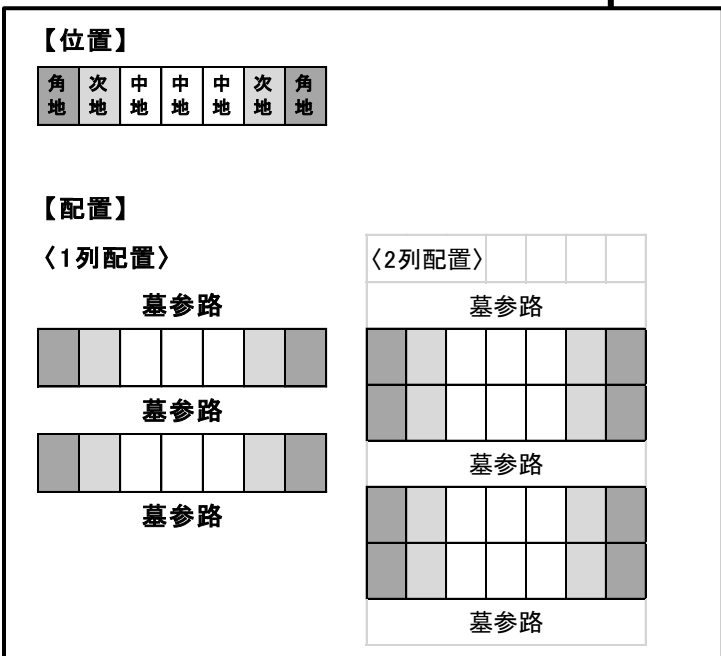 【位置】
角地 次地 中地 中地 中地 次地 角地
【配置】
〈1列配置〉
墓参路
墓参路
墓参路
〈2列配置〉
墓参路
墓参路
墓参路